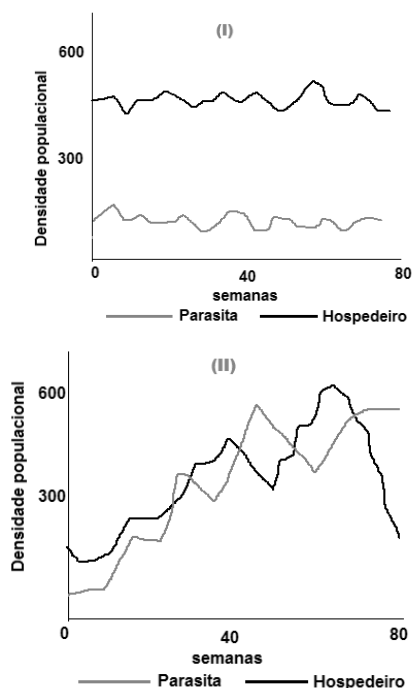 (I)
600
Densidade populacional
300
0 40 80
semanas
Parasita Hospedeiro
(II)
600
Densidade populacional
300
0 40 80
semanas
Parasita Hospedeiro